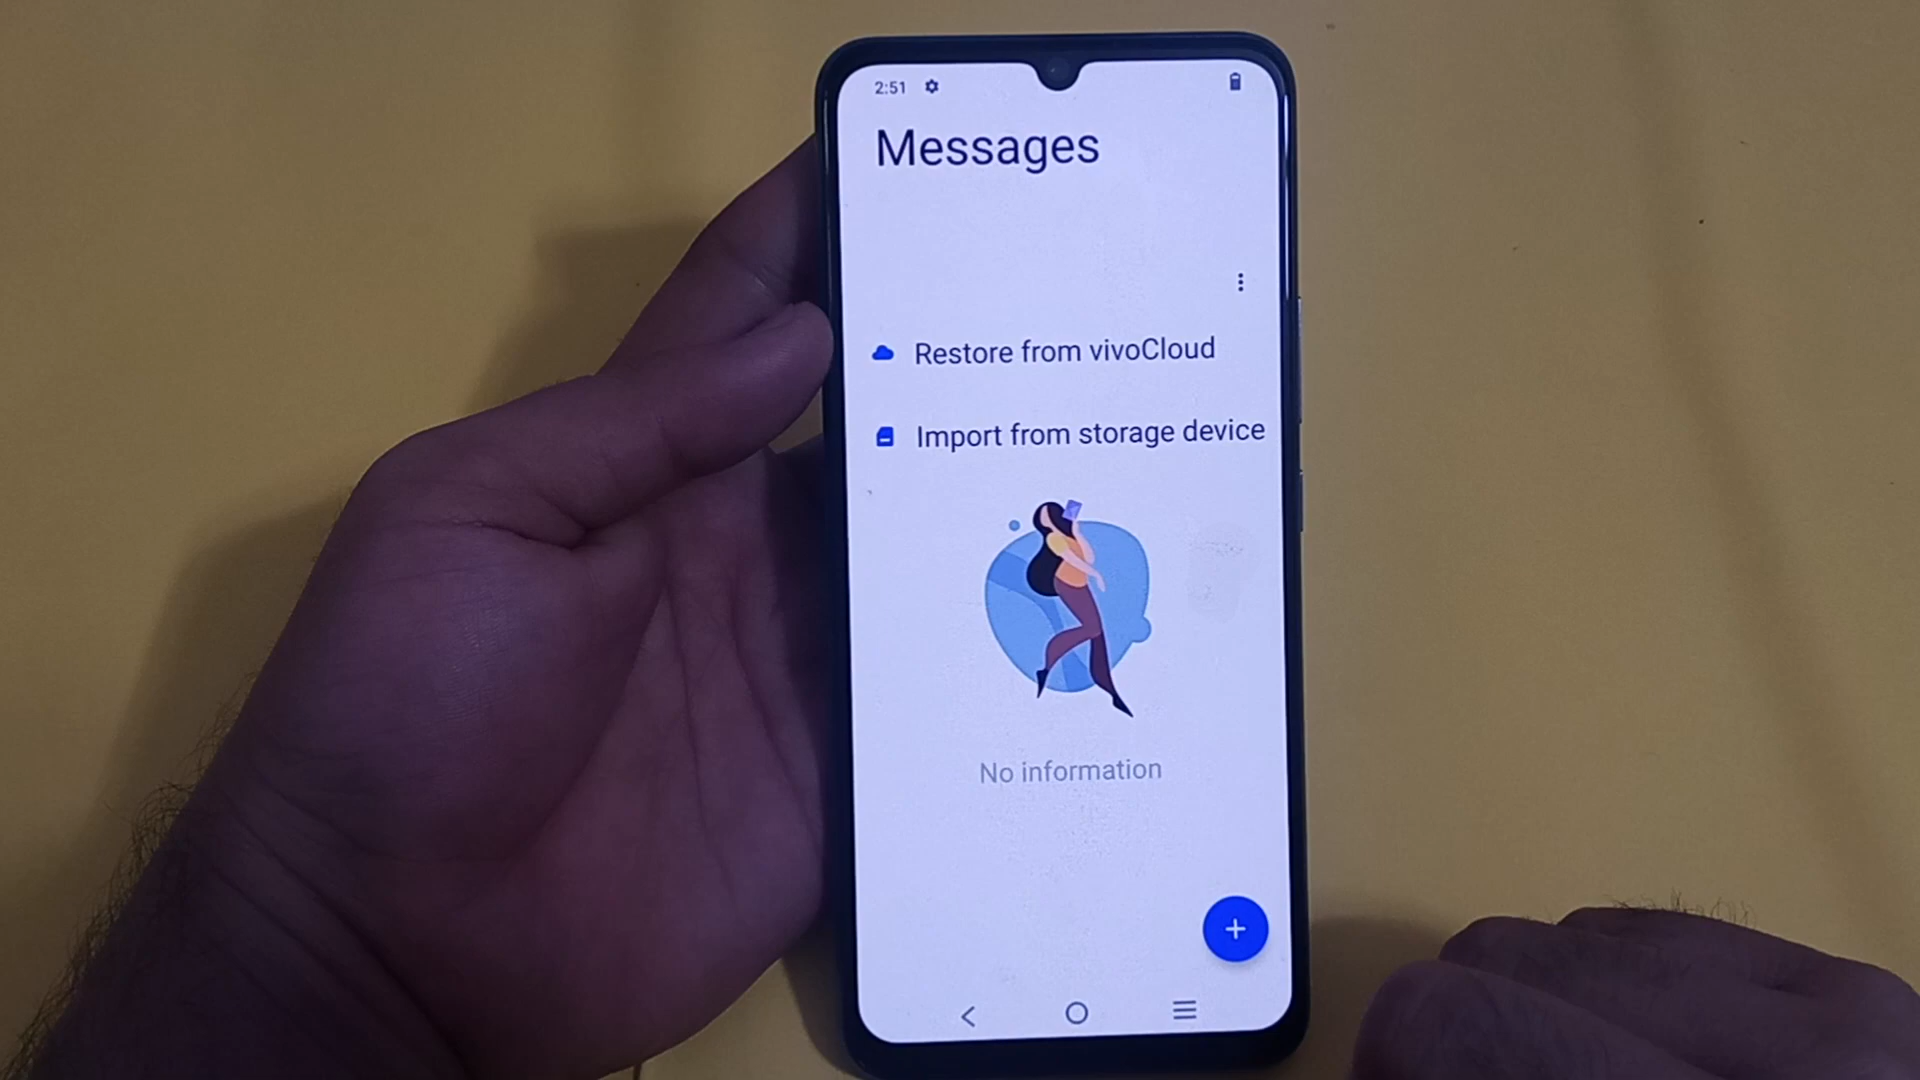 2:51
Messages
Restore from vivoCloud
Import from storage device
No information